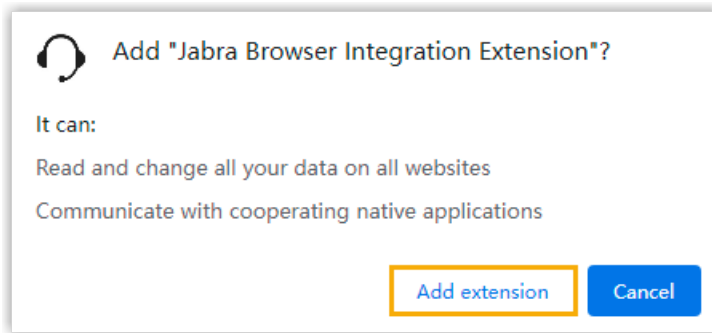 Add "Jabra Browser Integration Extension"?
It can:
Read and change all your data on all websites
Communicate with cooperating native applications
Add extension
Cancel